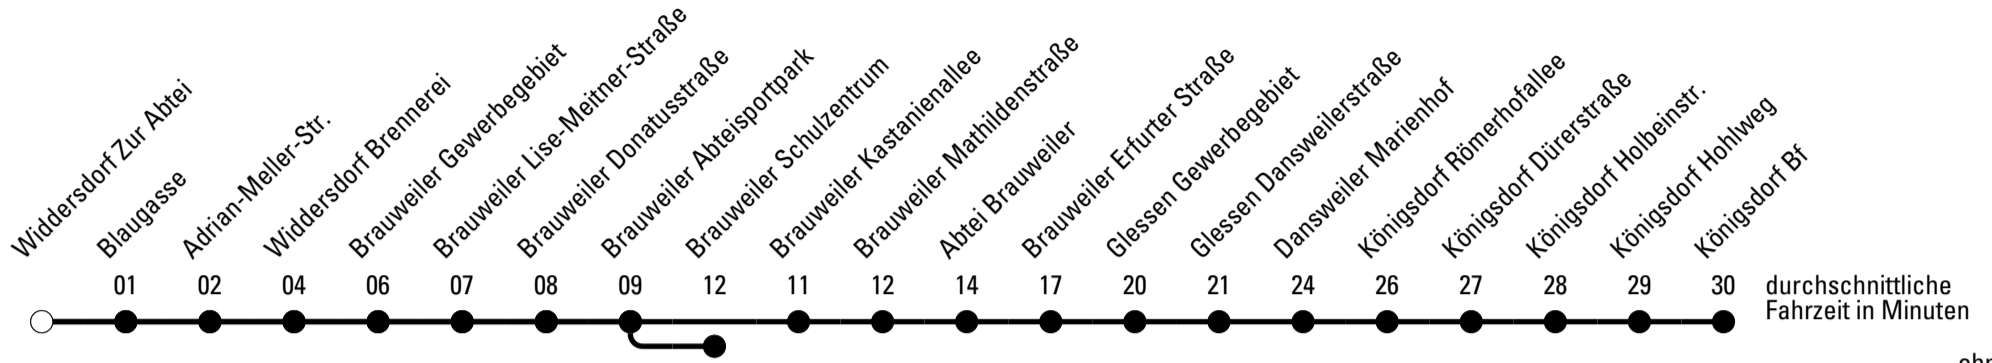 Widdersdorf Zur Abtei
Blaugasse
Adrian-Meller-Str.
Widdersdorf Brennerei
Brauweiler Gewerbegebiet
Brauweiler Lise-Meitner-Straße
Brauweiler Donatusstraße
Brauweiler Abteisportpark
Brauweiler Schulzentrum
Brauweiler Kastanienallee
Brauweiler Mathildenstraße
Abtei Brauweiler
Brauweiler Erfurter Straße
Glessen Gewerbegebiet
Glessen Dansweilerstraße
Dansweiler Marienhof
Königsdorf Römerhofallee
Königsdorf Dürerstraße
Königsdorf Holbeinstr.
Königsdorf Hohlweg
Königsdorf Bf
01 02 04 06 07 08 09 12 11 12 14 17 20 21 24 26 27 28 29 30 durchschnittliche
Fahrzeit in Minuten